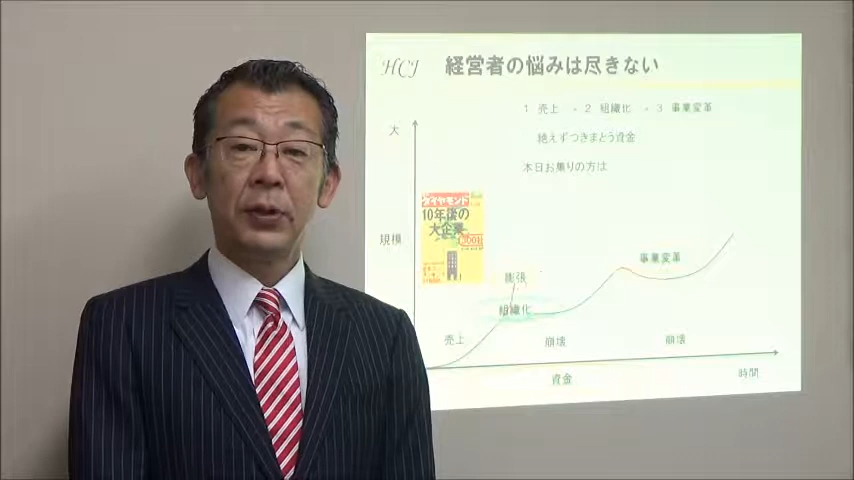 HCI 経営者の悩みは尽きない
1 売上 → 2 組織化 → 3 事業変革
絶えずつきまとう資金
本日お集りの方は
大
ダイヤモンド
10年後の
大企業
規模
事業変革
膨張
組織化
売上
崩壊
崩壊
資金
時間